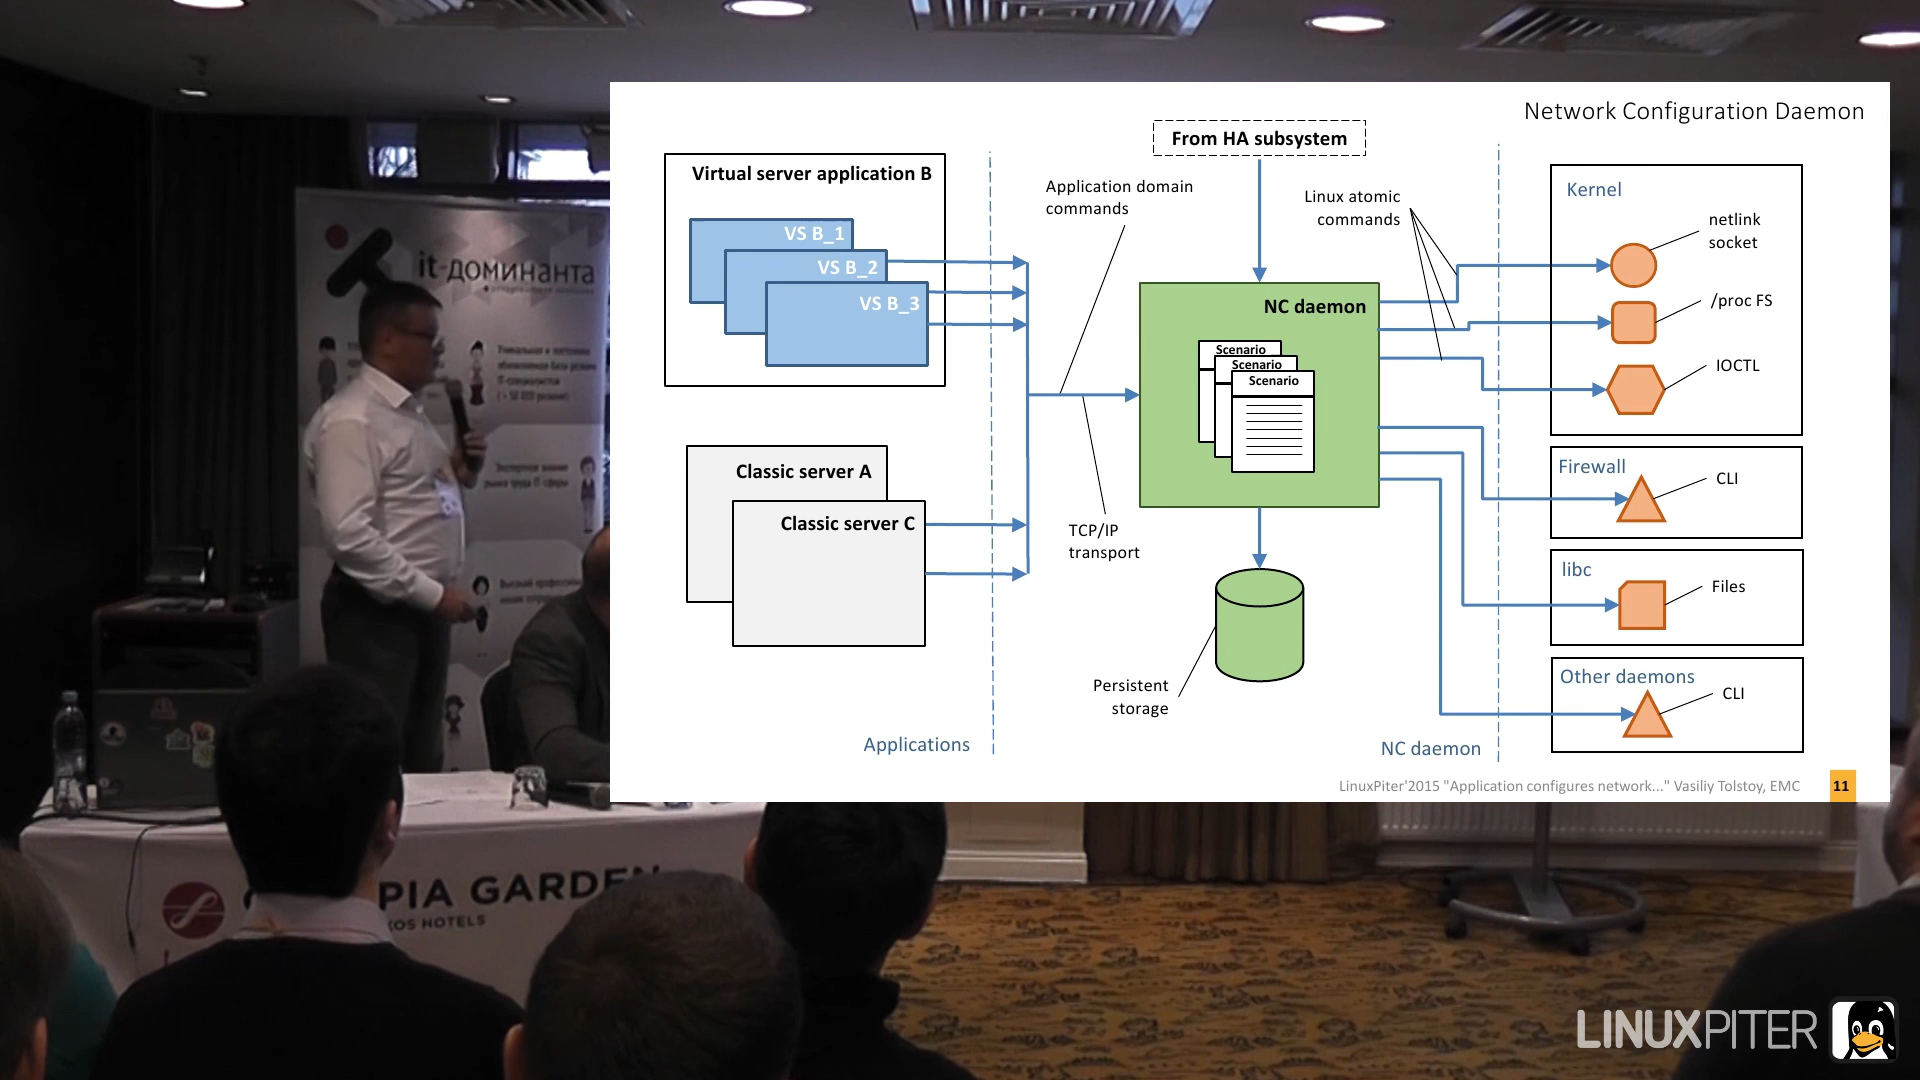 Network Configuration Daemon
From HA subsystem
Virtual server application B
VS B_1
VS B_2
VS B_3
Application domain
commands
Linux atomic
commands
Kernel
netlink
socket
/proc FS
IOCTL
NC daemon
Scenario
Scenario
Scenario
Classic server A
Classic server C
TCP/IP
transport
Firewall
CLI
libc
Files
Persistent
storage
Other daemons
CLI
Applications
NC daemon
LinuxPiter'2015 "Application configures network..." Vasiliy Tolstoy, EMC
11
it-доминанта
PIA GARDEN
KOS HOTELS
LINUXPITER